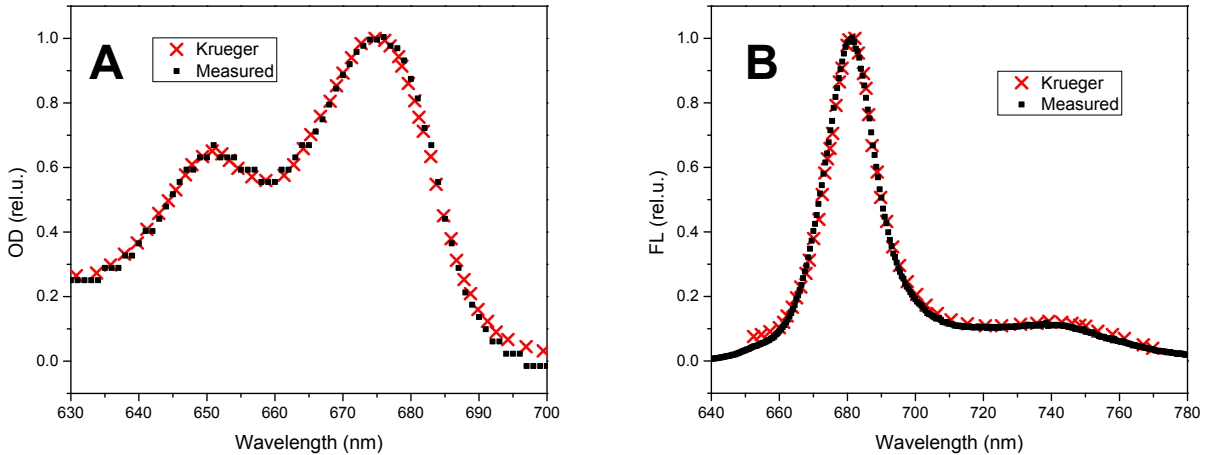 A
Krueger
Measured
1.0
0.8
0.6
0.4
0.2
0.0
OD (rel.u.)
630 640 650 660 670 680 690 700
Wavelength (nm)
B
Krueger
Measured
1.0
0.8
0.6
0.4
0.2
0.0
FL (rel.u.)
640 660 680 700 720 740 760 780
Wavelength (nm)